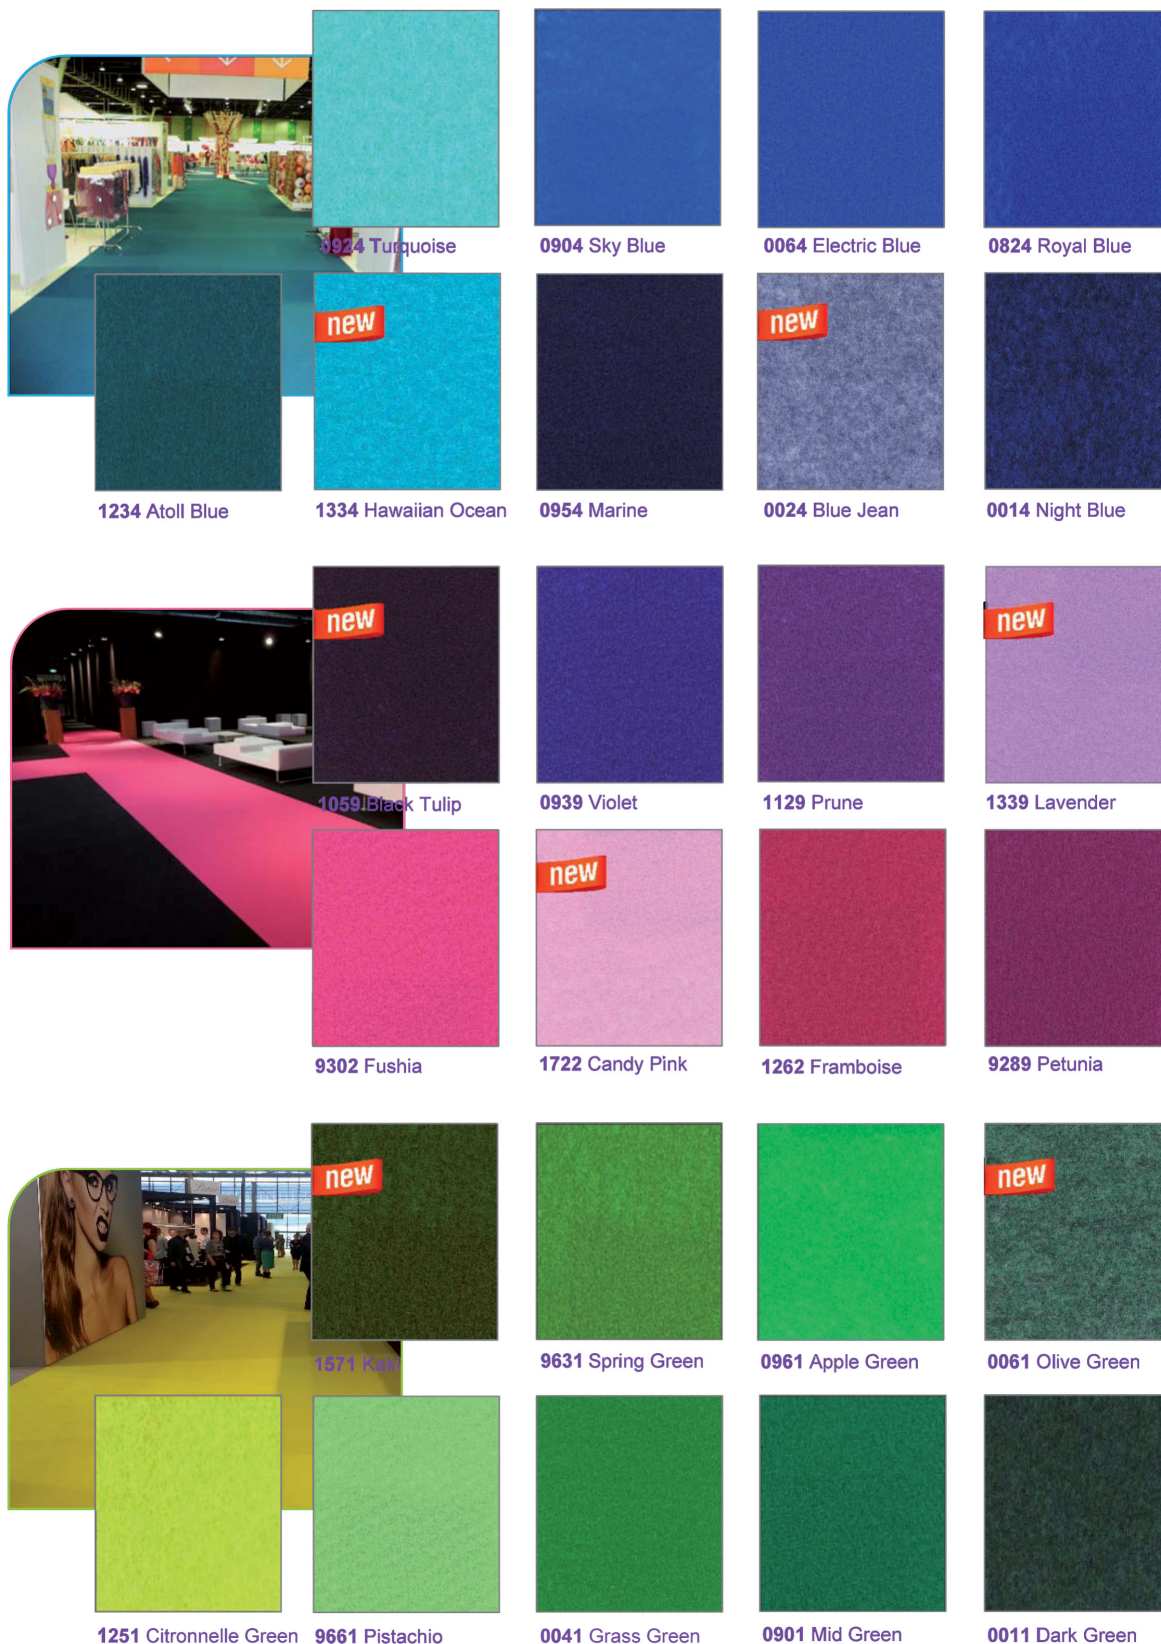 0924 Turquoise
0904 Sky Blue
0064 Electric Blue
0824 Royal Blue
new
new
1234 Atoll Blue
1334 Hawaiian Ocean
0954 Marine
0024 Blue Jean
0014 Night Blue
new
new
1059 Black Tulip
0939 Violet
1129 Prune
1339 Lavender
new
9302 Fushia
1722 Candy Pink
1262 Framboise
9289 Petunia
new
new
1571 Kaki
9631 Spring Green
0961 Apple Green
0061 Olive Green
1251 Citronnelle Green
9661 Pistachio
0041 Grass Green
0901 Mid Green
0011 Dark Green